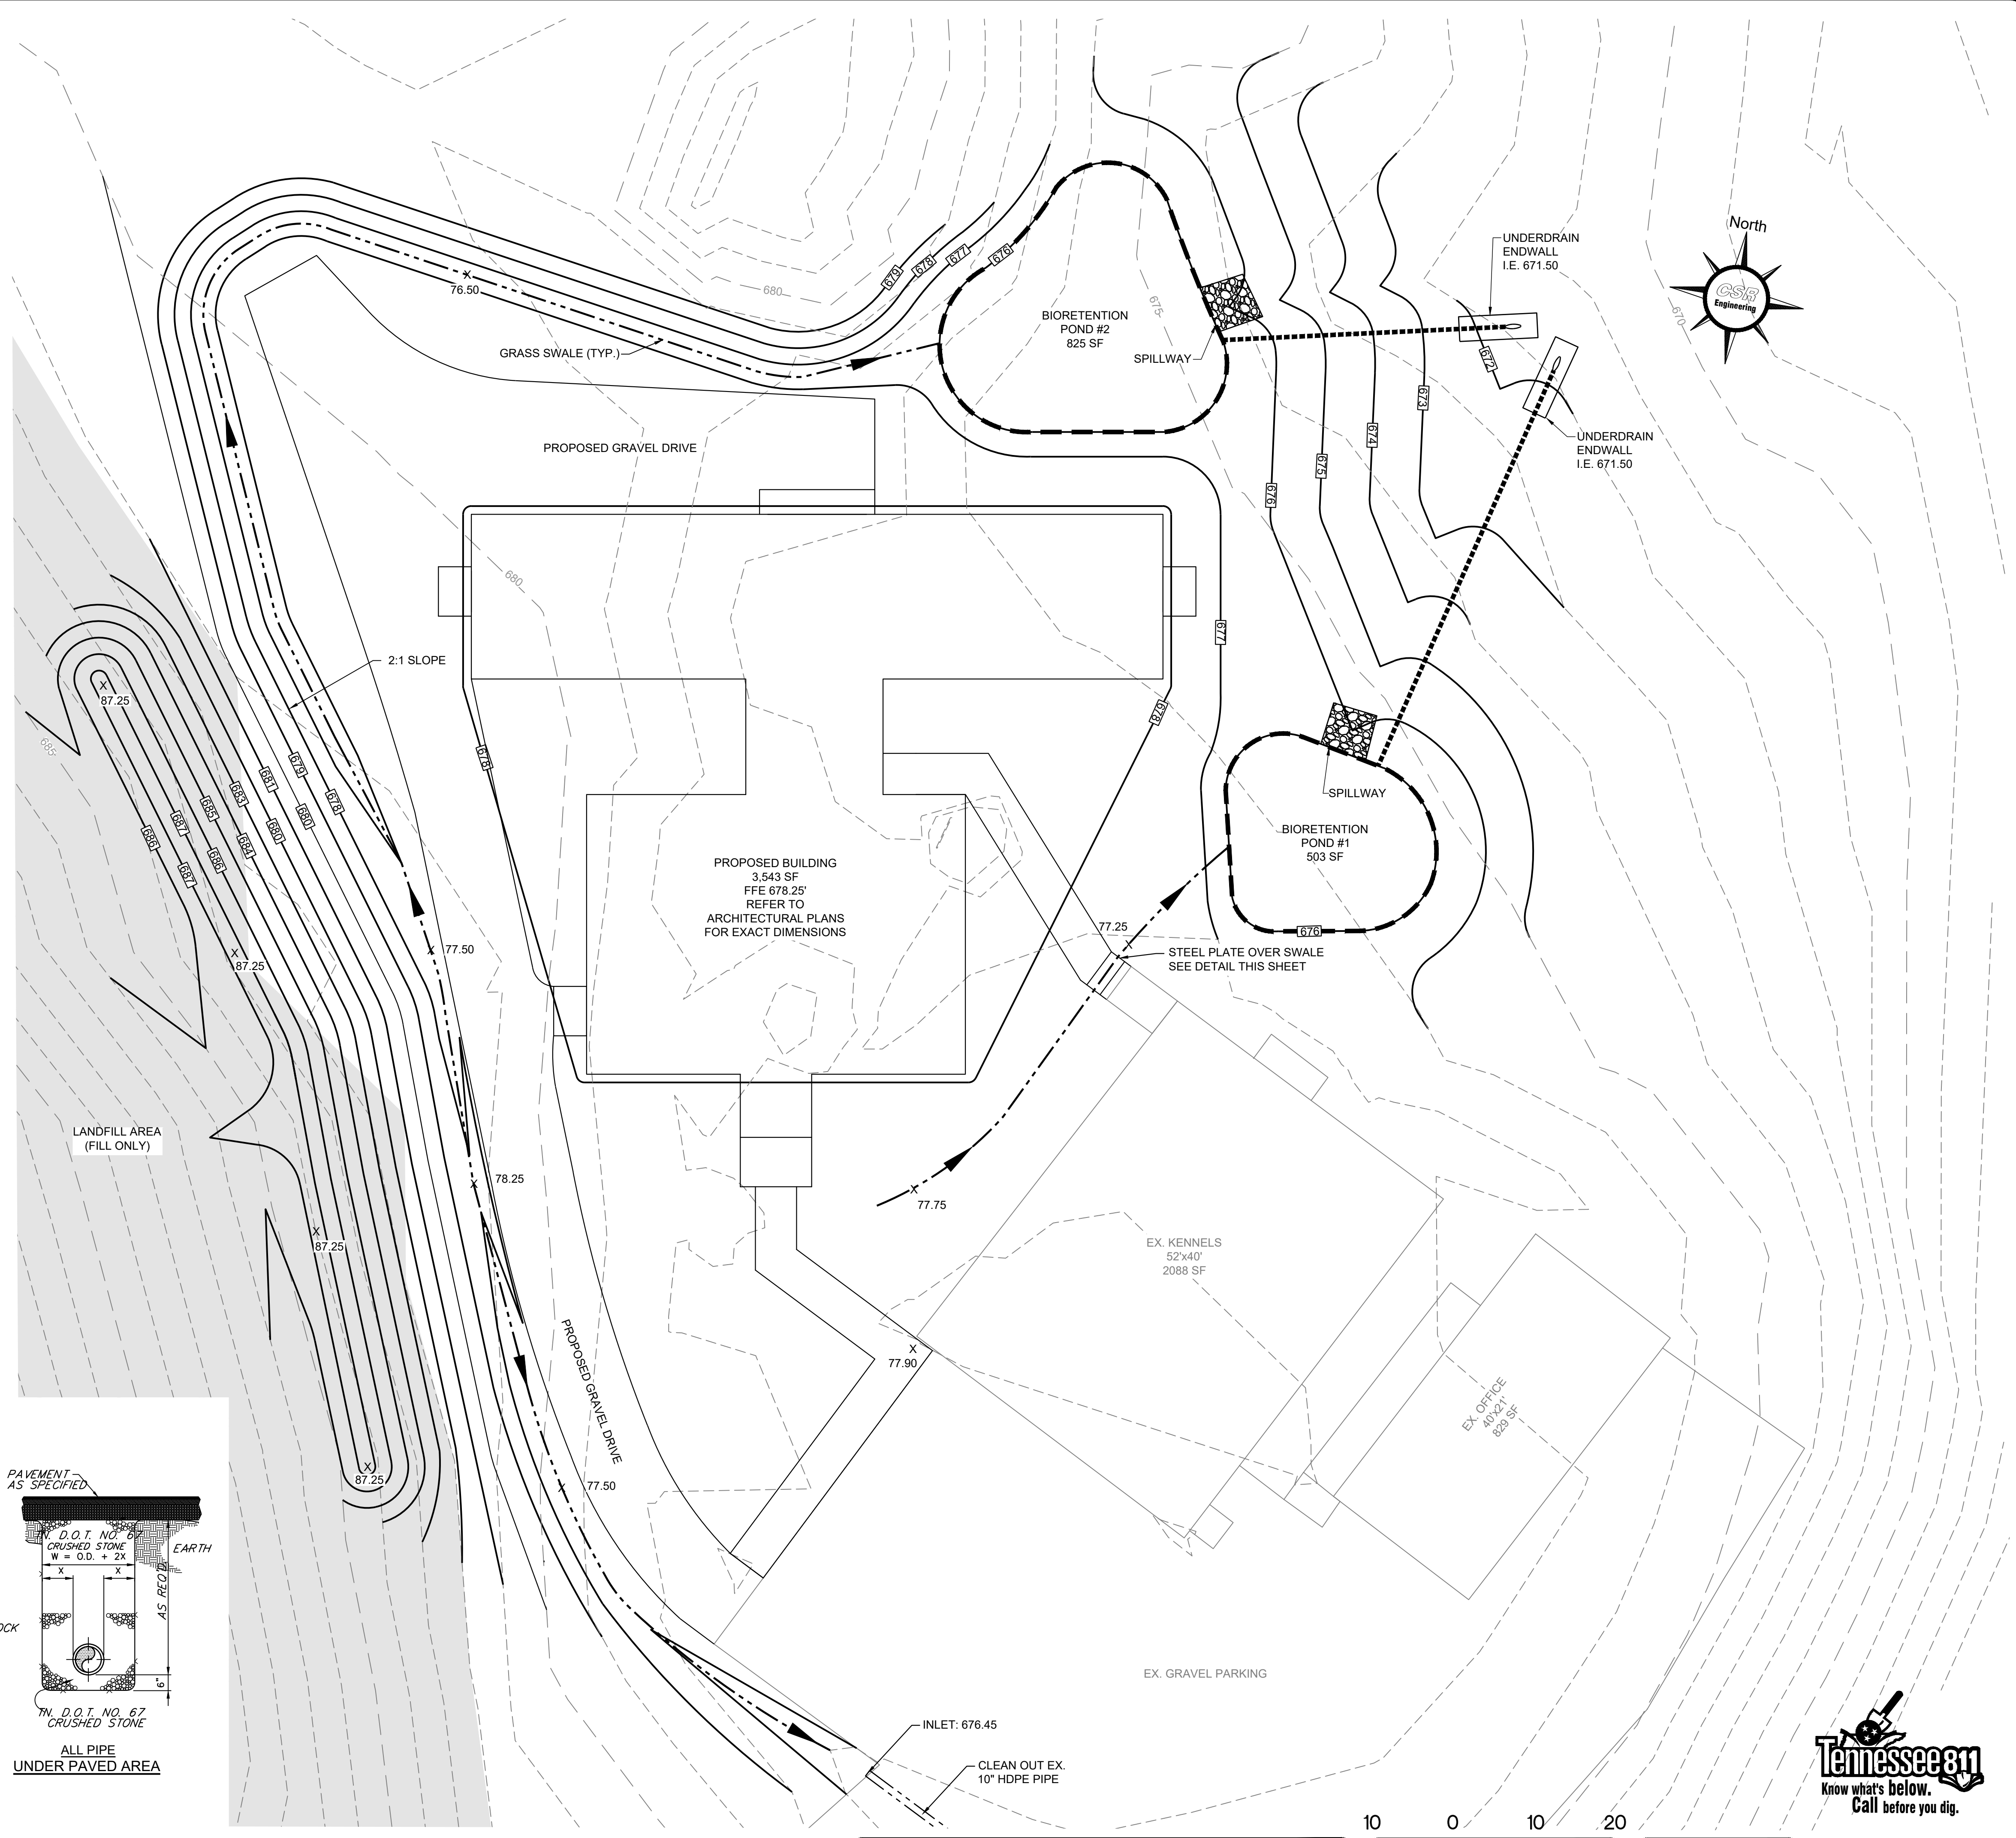 North
CSR
Engineering
UNDERDRAIN
ENDWALL
I.E. 671.50
UNDERDRAIN
ENDWALL
I.E. 671.50
76.50
680
679
678
677
676
BIORETENTION
POND #2
825 SF
675
SPILLWAY
GRASS SWALE (TYP.)
672
673
674
675
676
670
PROPOSED GRAVEL DRIVE
680
677
2:1 SLOPE
87.25
685
678
678
679
678
681
680
683
680
685
684
687
686
686
687
SPILLWAY
BIORETENTION
POND #1
503 SF
676
PROPOSED BUILDING
3,543 SF
FFE 678.25'
REFER TO
ARCHITECTURAL PLANS
FOR EXACT DIMENSIONS
77.25
STEEL PLATE OVER SWALE
SEE DETAIL THIS SHEET
77.50
87.25
LANDFILL AREA
(FILL ONLY)
78.25
77.75
87.25
EX. KENNELS
52'x40'
2088 SF
PROPOSED GRAVEL DRIVE
77.90
EX. OFFICE
40'X21'
829 SF
87.25
77.50
PAVEMENT
AS SPECIFIED
TN. D.O.T. NO. 67
CRUSHED STONE
W = O.D. + 2X
X
X
EARTH
AS REQ'D.
OCK
6"
TN. D.O.T. NO. 67
CRUSHED STONE
ALL PIPE
UNDER PAVED AREA
EX. GRAVEL PARKING
INLET: 676.45
CLEAN OUT EX.
10" HDPE PIPE
Tennessee811
Know what's below.
Call before you dig.
10 0 10 20